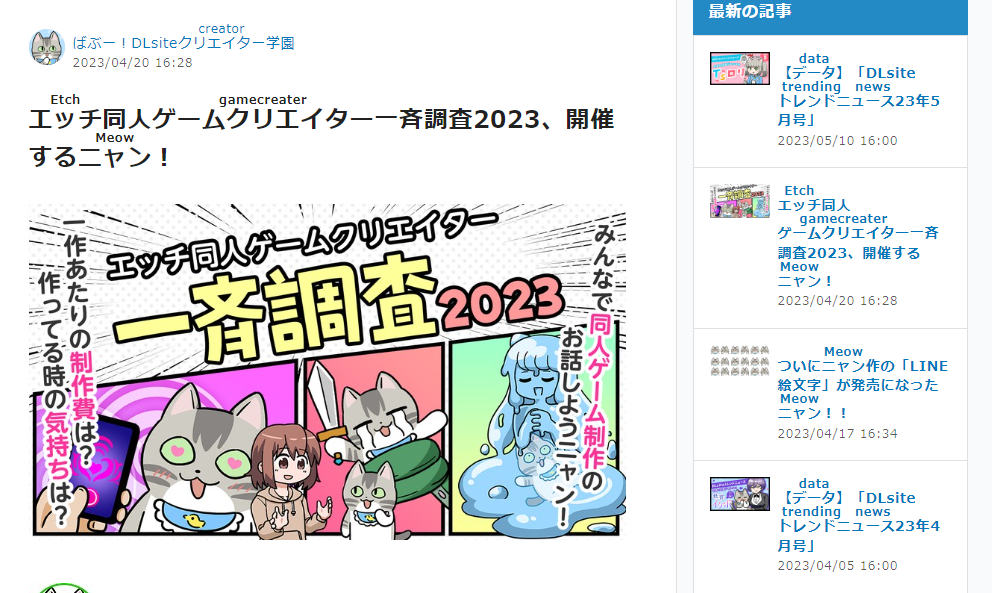 creator
ばぶー！DLsiteクリエイター学園
2023/04/20 16:28
Etch gamecreater
エッチ同人ゲームクリエイター一斉調査2023、開催
Meow
するニャン！
エッチ同人ゲームクリエイター
一斉調査2023
みんなで同人ゲーム制作の
お話しようニャン！
一作あたりの制作費は？
作ってる時の気持ちは？
最新の記事
data
【データ】「DLsite
trending news
トレンドニュース23年5
月号」
2023/05/10 16:00
Etch
エッチ同人
gamecreater
ゲームクリエイター一斉
調査2023、開催する
Meow
ニャン！
2023/04/20 16:28
Meow
ついにニャン作の「LINE
絵文字」が発売になった
Meow
ニャン！！
2023/04/17 16:34
data
【データ】「DLsite
trending news
トレンドニュース23年4
月号」
2023/04/05 16:00